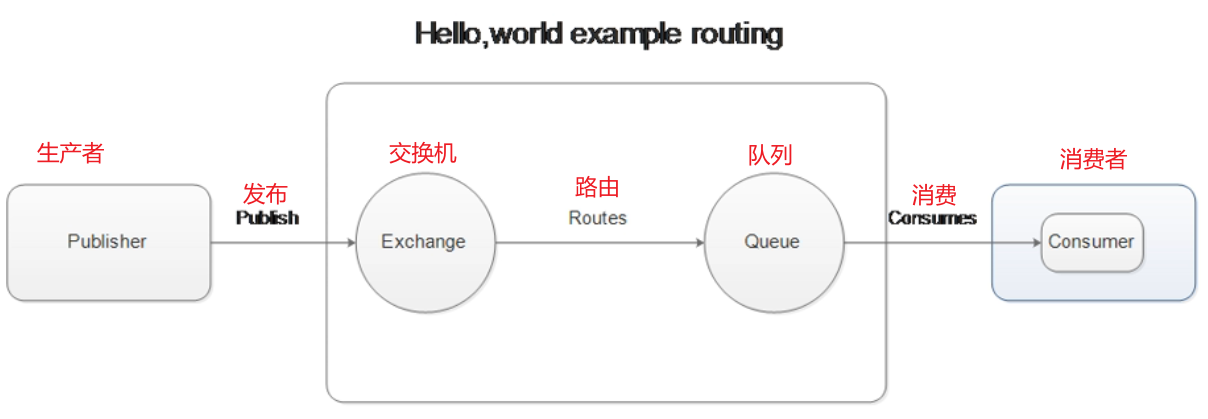 Hello,world example routing
生产者
交换机
队列
消费者
发布
路由
消费
Publish
Routes
Consumes
Publisher
Exchange
Queue
Consumer